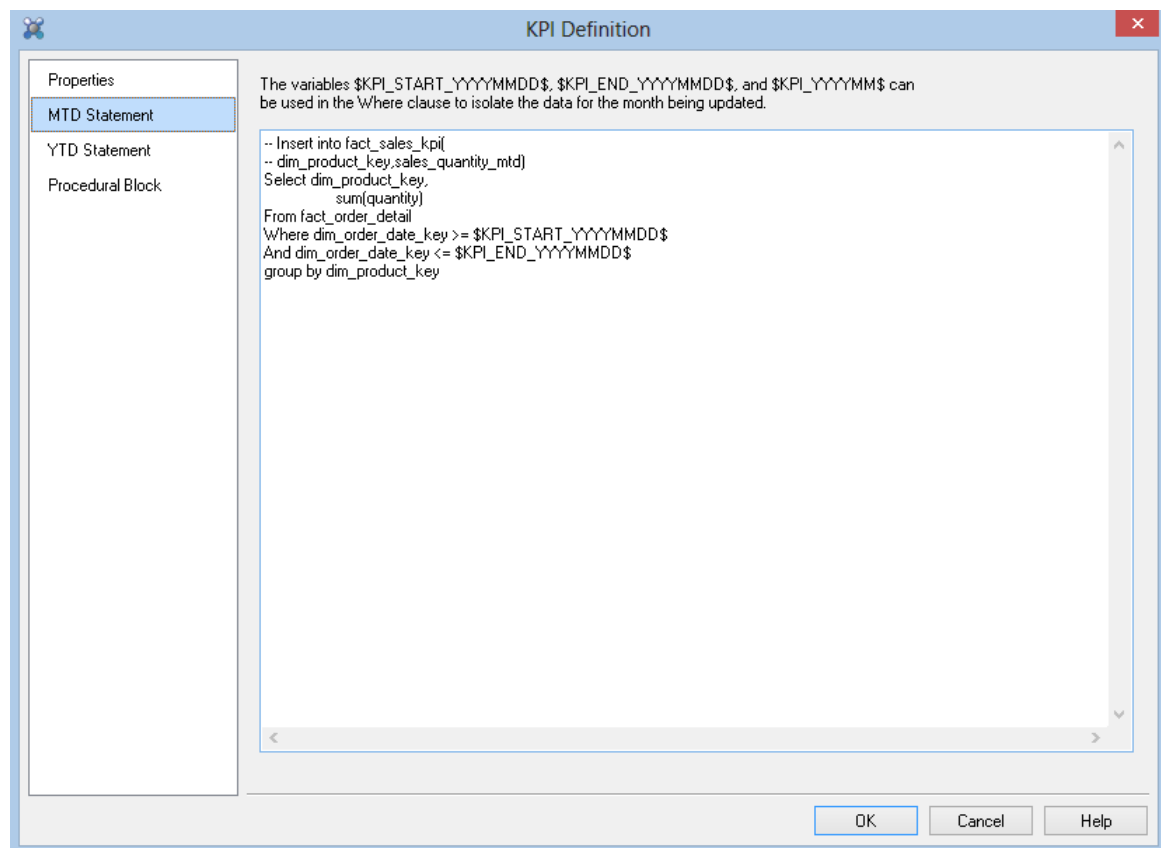 KPI Definition
Properties
MTD Statement
YTD Statement
Procedural Block
The variables $KPI_START_YYYYMMDD$, $KPI_END_YYYYMMDD$, and $KPI_YYYYMM$ can
be used in the Where clause to isolate the data for the month being updated.
-- Insert into fact_sales_kpi(
-- dim_product_key,sales_quantity_mtd)
Select dim_product_key,
sum(quantity)
From fact_order_detail
Where dim_order_date_key >= $KPI_START_YYYYMMDD$
And dim_order_date_key <= $KPI_END_YYYYMMDD$
group by dim_product_key
OK
Cancel
Help